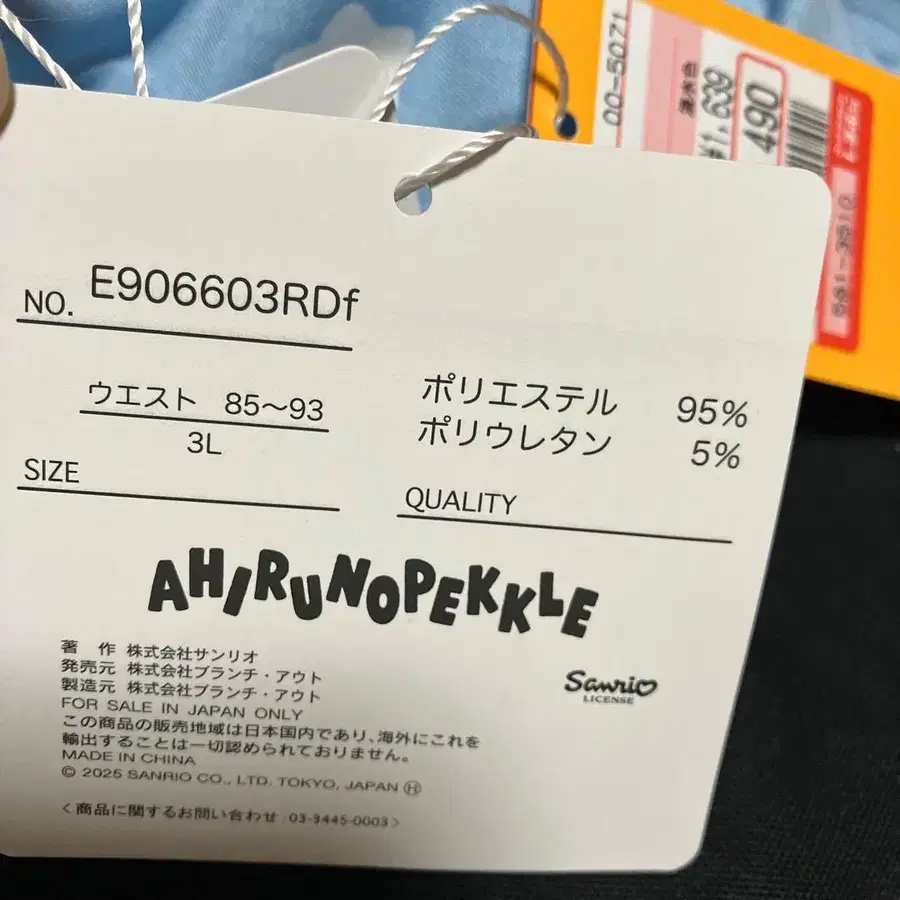 NO. E906603RDf
ウエスト 85～93
3L
SIZE
ポリエステル 95%
ポリウレタン 5%
QUALITY
AHIRUNOPEKKLE
著 作 株式会社サンリオ
発売元 株式会社ブランチ・アウト
製造元 株式会社ブランチ・アウト
FOR SALE IN JAPAN ONLY
この商品の販売地域は日本国内であり、海外にこれを
輸出することは一切認められておりません。
MADE IN CHINA
© 2025 SANRIO CO., LTD. TOKYO, JAPAN Ⓗ
＜商品に関するお問い合わせ 03-3445-0003＞
Sanrio
LICENSE
00-5071
¥1,639
490